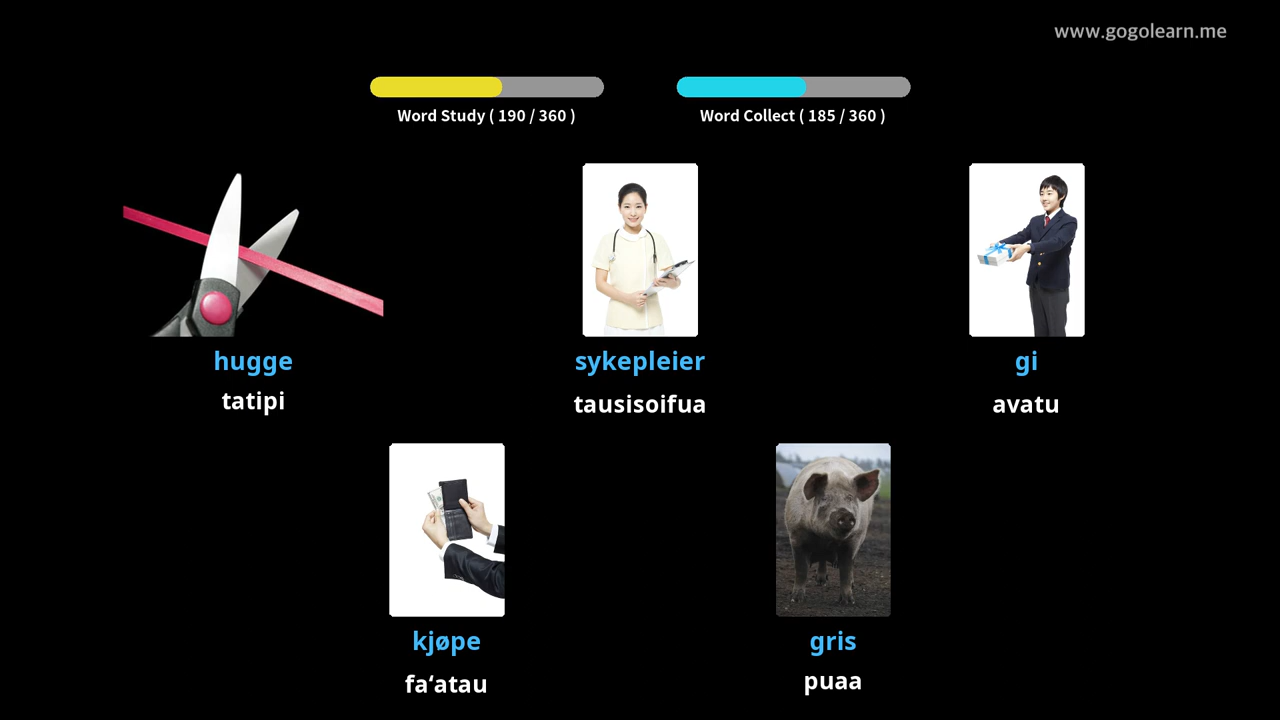 www.gogolearn.me
Word Study ( 190 / 360 )
Word Collect ( 185 / 360 )
hugge
sykepleier
gi
tatipi
tausisoifua
avatu
kjøpe
gris
fa‘atau
puaa